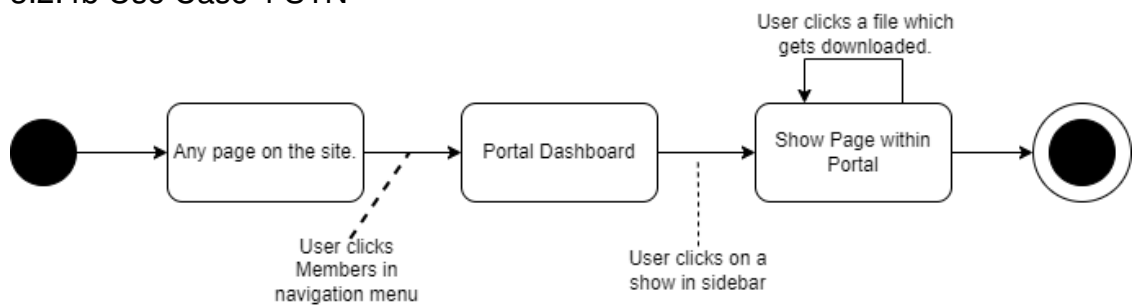 User clicks a file which
gets downloaded.
Any page on the site.
Portal Dashboard
Show Page within
Portal
User clicks
Members in
navigation menu
User clicks on a
show in sidebar